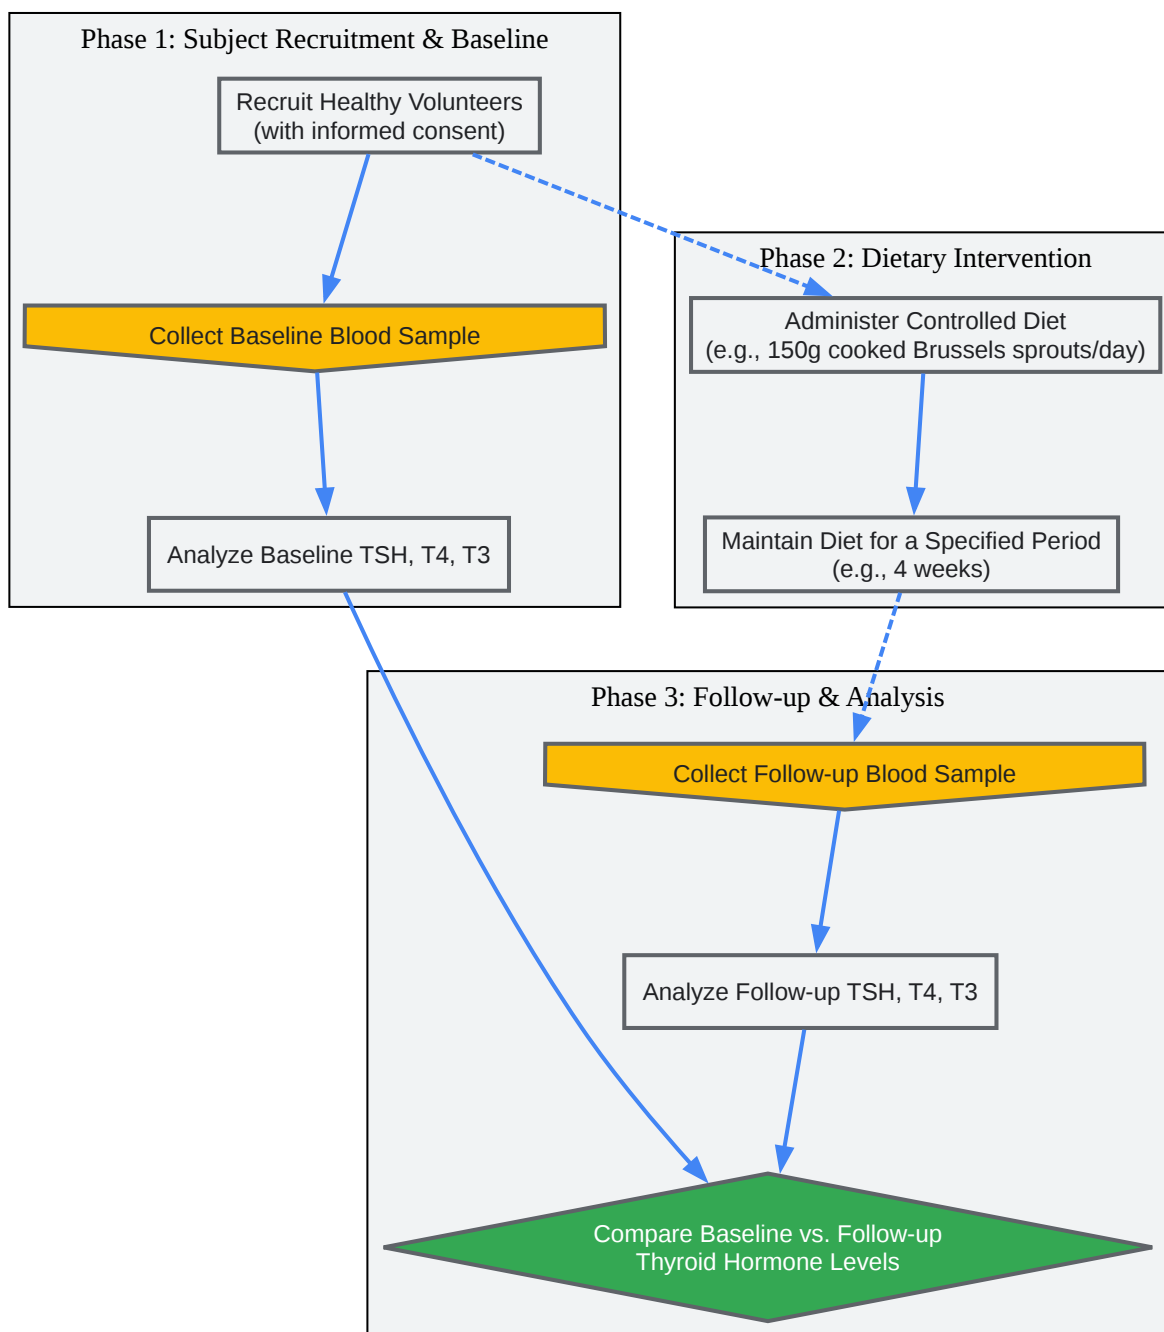 Phase 1: Subject Recruitment & Baseline
Recruit Healthy Volunteers
(with informed consent)
Collect Baseline Blood Sample
Analyze Baseline TSH, T4, T3
Phase 2: Dietary Intervention
Administer Controlled Diet
(e.g., 150g cooked Brussels sprouts/day)
Maintain Diet for a Specified Period
(e.g., 4 weeks)
Phase 3: Follow-up & Analysis
Collect Follow-up Blood Sample
Analyze Follow-up TSH, T4, T3
Compare Baseline vs. Follow-up
Thyroid Hormone Levels